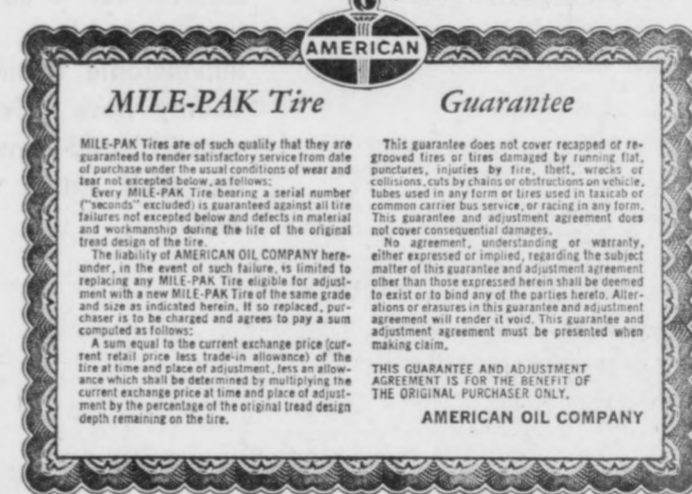 AMERICAN
MILE-PAK Tire Guarantee
MILE-PAK Tires are of such quality that they are
guaranteed to render satisfactory service from date
of purchase under the usual conditions of wear and
tear not excepted below, as follows:
Every MILE-PAK Tire bearing a serial number
("seconds" excluded) is guaranteed against all tire
failures not excepted below and defects in material
and workmanship during the life of the original
tread design of the tire.
The liability of AMERICAN OIL COMPANY here-
under, in the event of such failure, is limited to
replacing any MILE-PAK Tire eligible for adjust-
ment with a new MILE-PAK Tire of the same grade
and size as indicated herein. If so replaced, pur-
chaser is to be charged and agrees to pay a sum
computed as follows:
A sum equal to the current exchange price (cur-
rent retail price less trade-in allowance) of the
tire at time and place of adjustment, less an allow-
ance which shall be determined by multiplying the
current exchange price at time and place of adjust-
ment by the percentage of the original tread design
depth remaining on the tire.
This guarantee does not cover recapped or re-
grooved tires or tires damaged by running flat,
punctures, injuries by fire, theft, wrecks or
collisions, cuts by chains or obstructions on vehicle,
tubes used in any form or tires used in taxicab or
common carrier bus service, or racing in any form.
This guarantee and adjustment agreement does
not cover consequential damages.
No agreement, understanding or warranty,
either expressed or implied, regarding the subject
matter of this guarantee and adjustment agreement
other than those expressed herein shall be deemed
to exist or to bind any of the parties hereto. Alter-
ations or erasures in this guarantee and adjustment
agreement will render it void. This guarantee and
adjustment agreement must be presented when
making claim.
THIS GUARANTEE AND ADJUSTMENT
AGREEMENT IS FOR THE BENEFIT OF
THE ORIGINAL PURCHASER ONLY.
AMERICAN OIL COMPANY